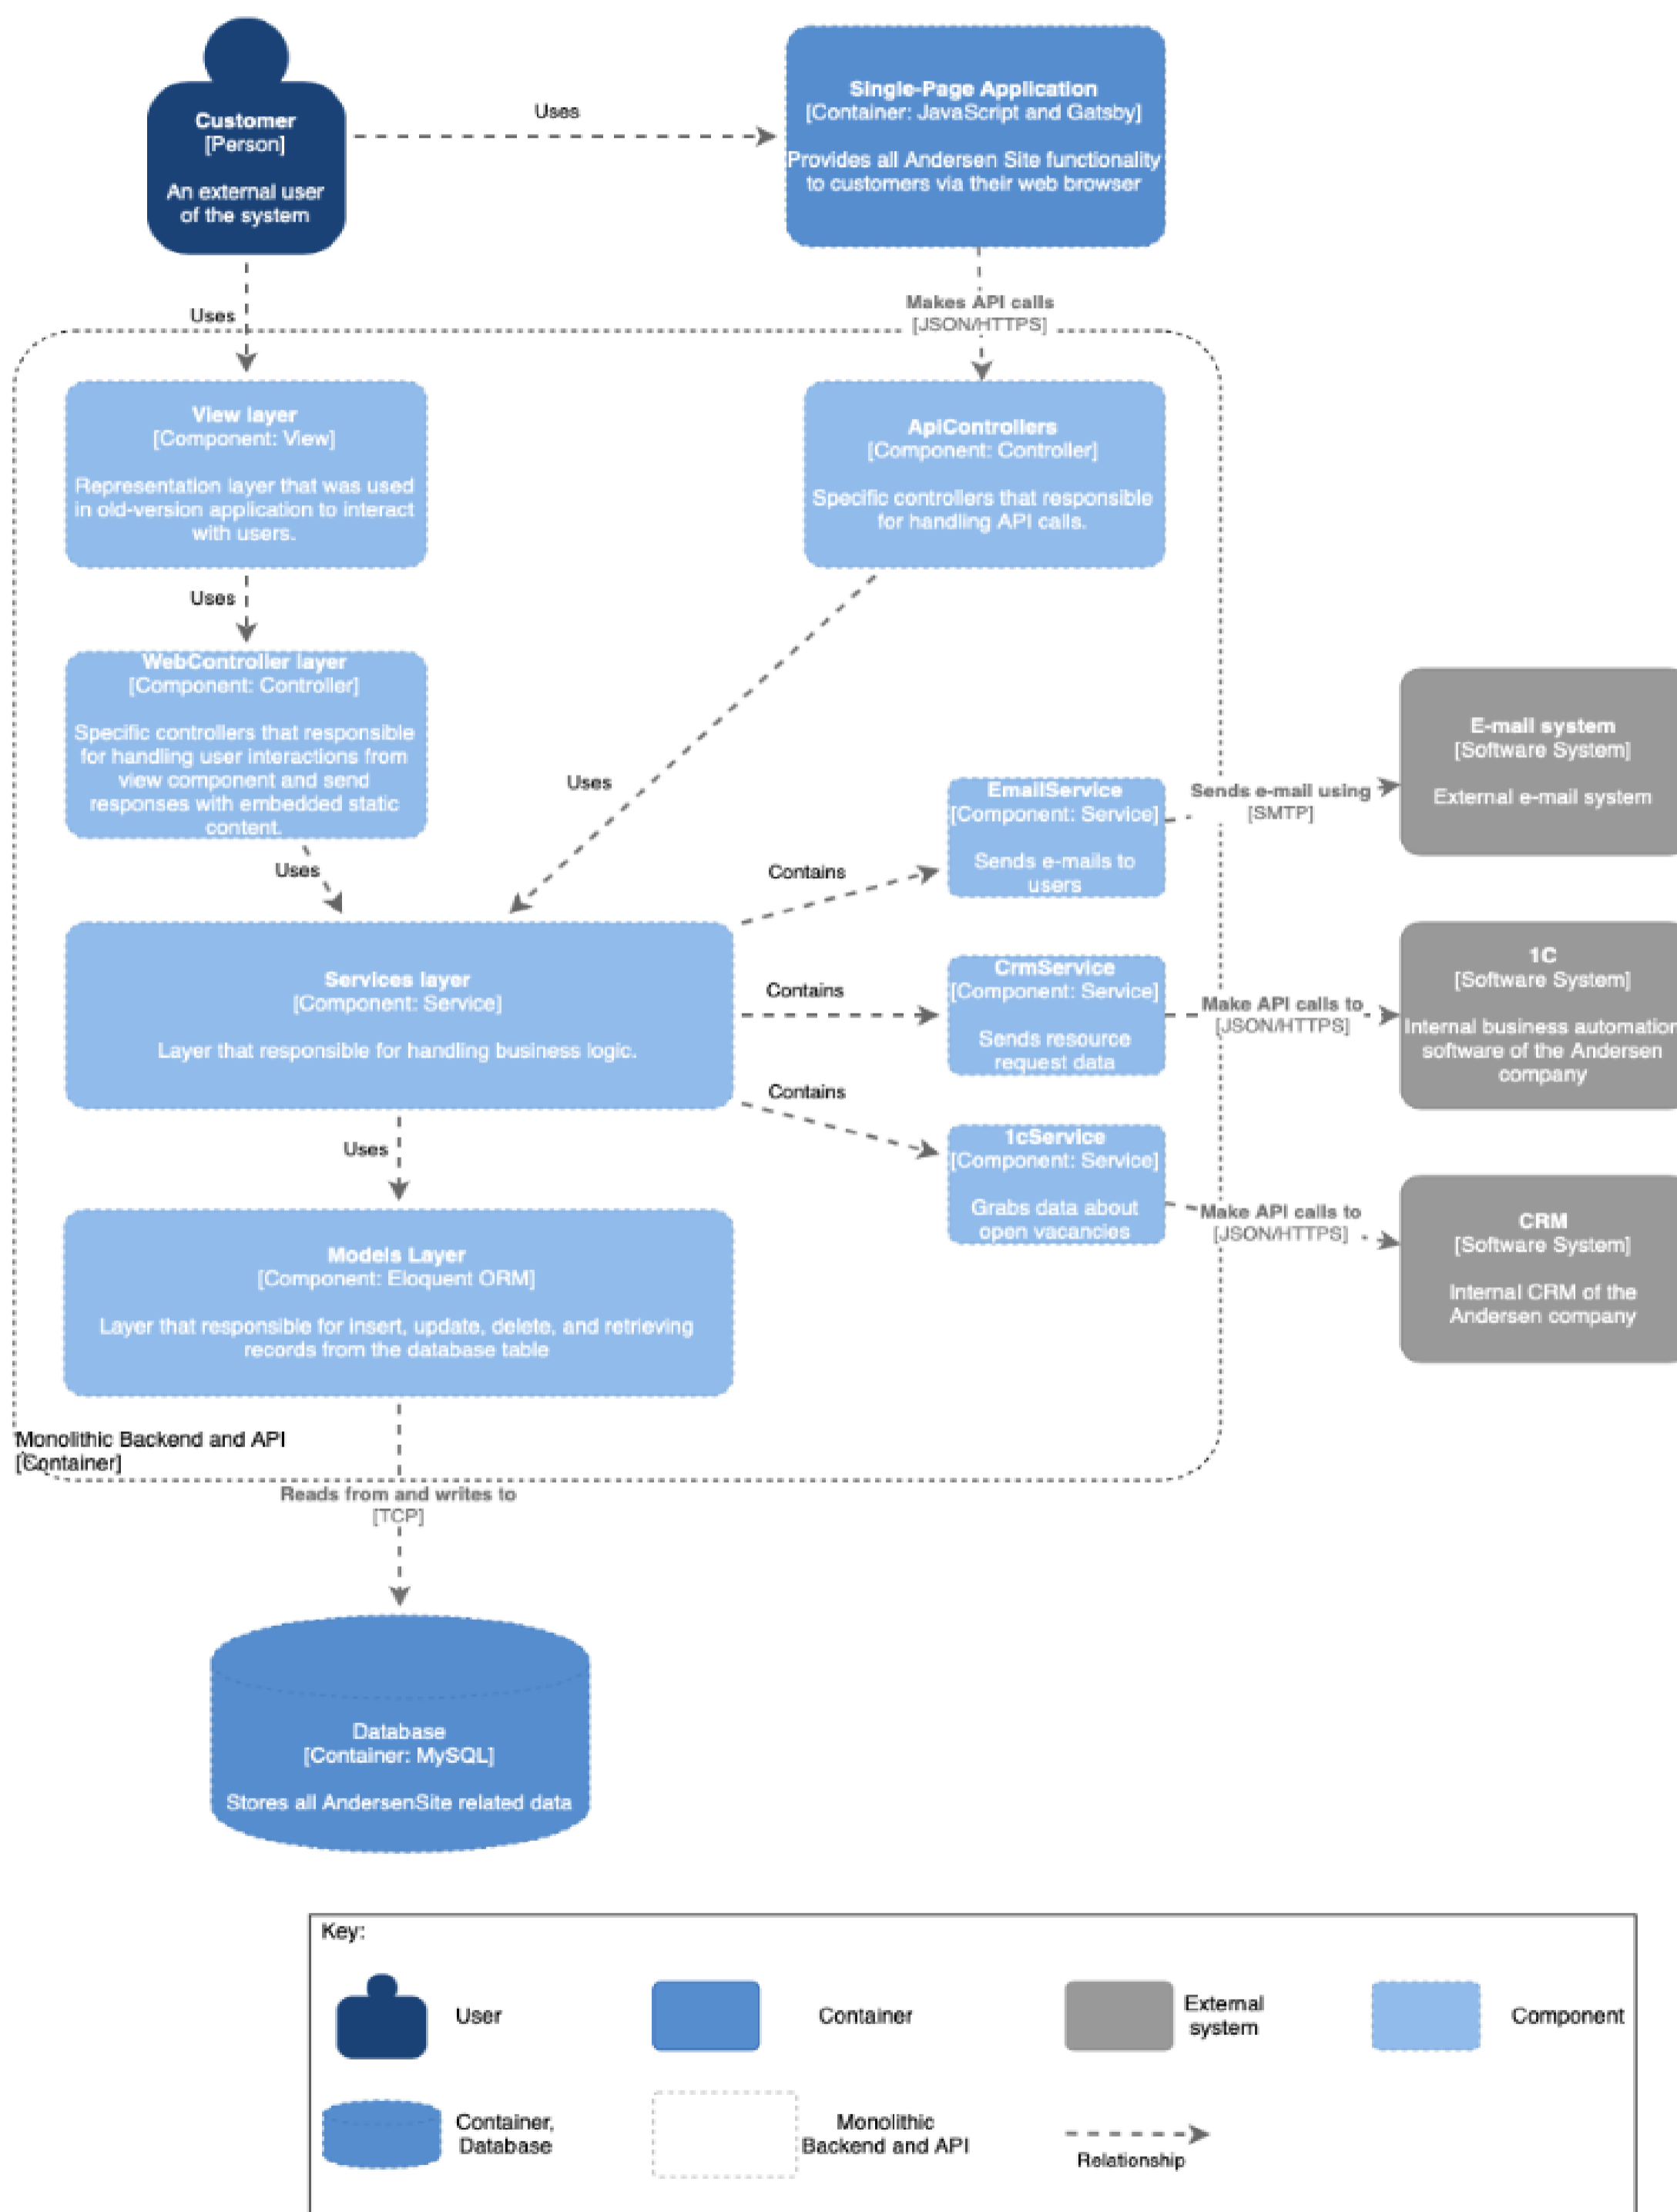 Customer
[Person]
An external user
of the system
Uses
Single-Page Application
[Container: JavaScript and Gatsby]
Provides all Andersen Site functionality
to customers via their web browser
Uses
Makes API calls
[JSON/HTTPS]
View layer
[Component: View]
Representation layer that was used
in old-version application to interact
with users.
ApiControllers
[Component: Controller]
Specific controllers that responsible
for handling API calls.
Uses
WebController layer
[Component: Controller]
Specific controllers that responsible
for handling user interactions from
view component and send
responses with embedded static
content.
Uses
Uses
EmailService
[Component: Service]
Sends e-mails to
users
Sends e-mail using
[SMTP]
E-mail system
[Software System]
External e-mail system
Contains
Services layer
[Component: Service]
Layer that responsible for handling business logic.
Contains
CrmService
[Component: Service]
Sends resource
request data
Make API calls to
[JSON/HTTPS]
1C
[Software System]
Internal business automation
software of the Andersen
company
Contains
1cService
[Component: Service]
Grabs data about
open vacancies
Make API calls to
[JSON/HTTPS]
CRM
[Software System]
Internal CRM of the
Andersen company
Uses
Models Layer
[Component: Eloquent ORM]
Layer that responsible for insert, update, delete, and retrieving
records from the database table
Monolithic Backend and API
[Container]
Reads from and writes to
[TCP]
Database
[Container: MySQL]
Stores all AndersenSite related data
Key:
User
Container
External
system
Component
Container,
Database
Monolithic
Backend and API
Relationship